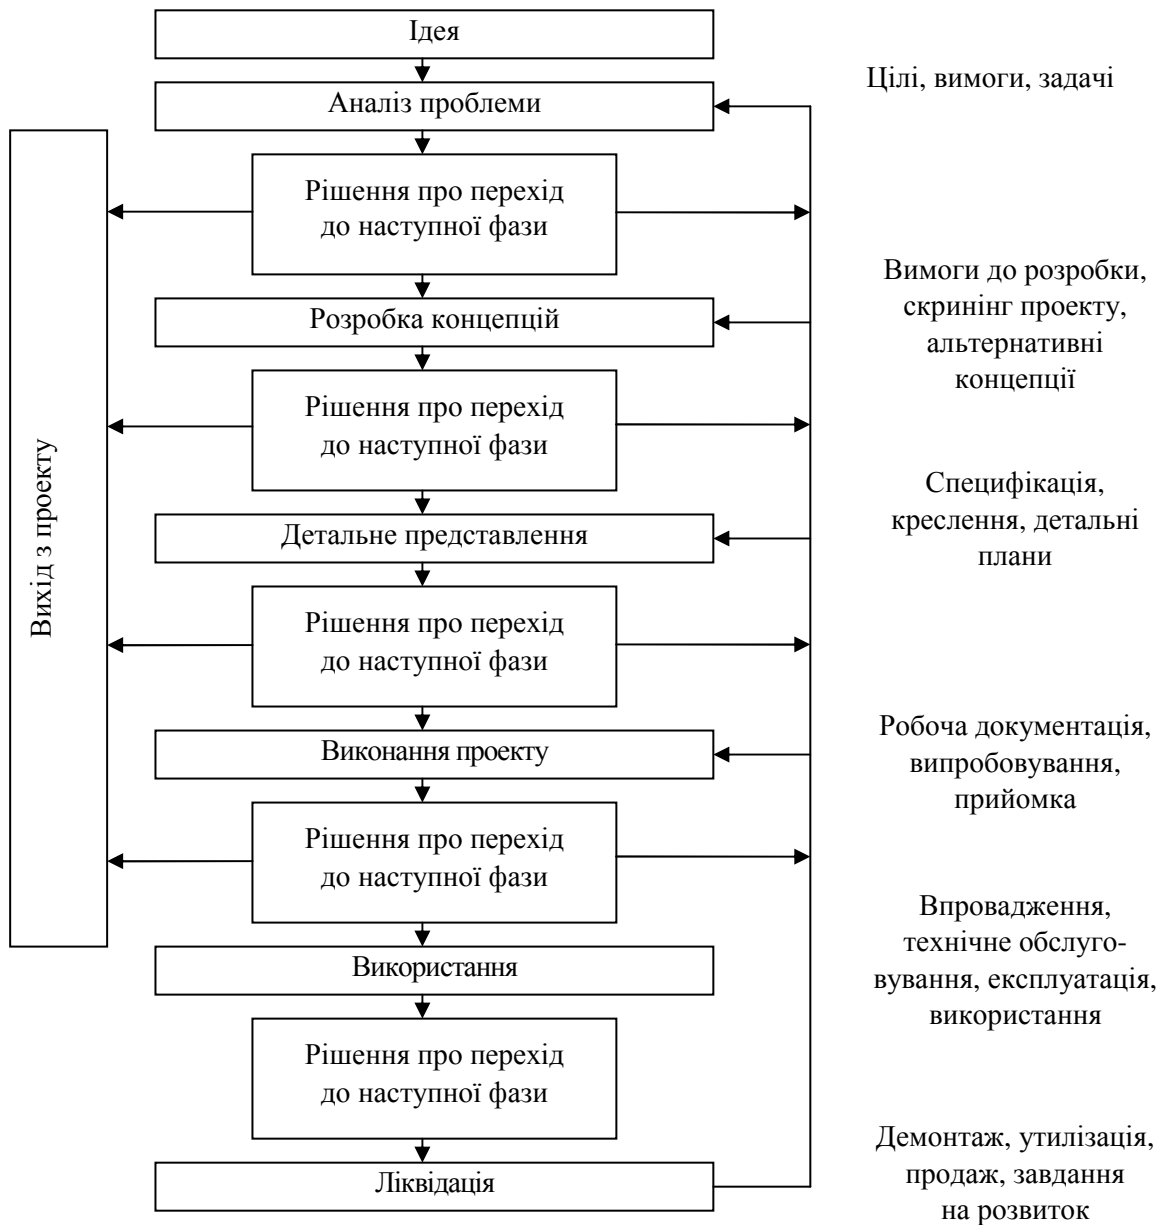 Ідея
Цілі, вимоги, задачі
Аналіз проблеми
Рішення про перехід
до наступної фази
Вимоги до розробки,
скринінг проекту,
альтернативні
концепції
Розробка концепцій
Рішення про перехід
до наступної фази
Вихід з проекту
Специфікація,
креслення, детальні
плани
Детальне представлення
Рішення про перехід
до наступної фази
Робоча документація,
випробовування,
прийомка
Виконання проекту
Рішення про перехід
до наступної фази
Впровадження,
технічне обслуго-
вування, експлуатація,
використання
Використання
Рішення про перехід
до наступної фази
Демонтаж, утилізація,
продаж, завдання
на розвиток
Ліквідація